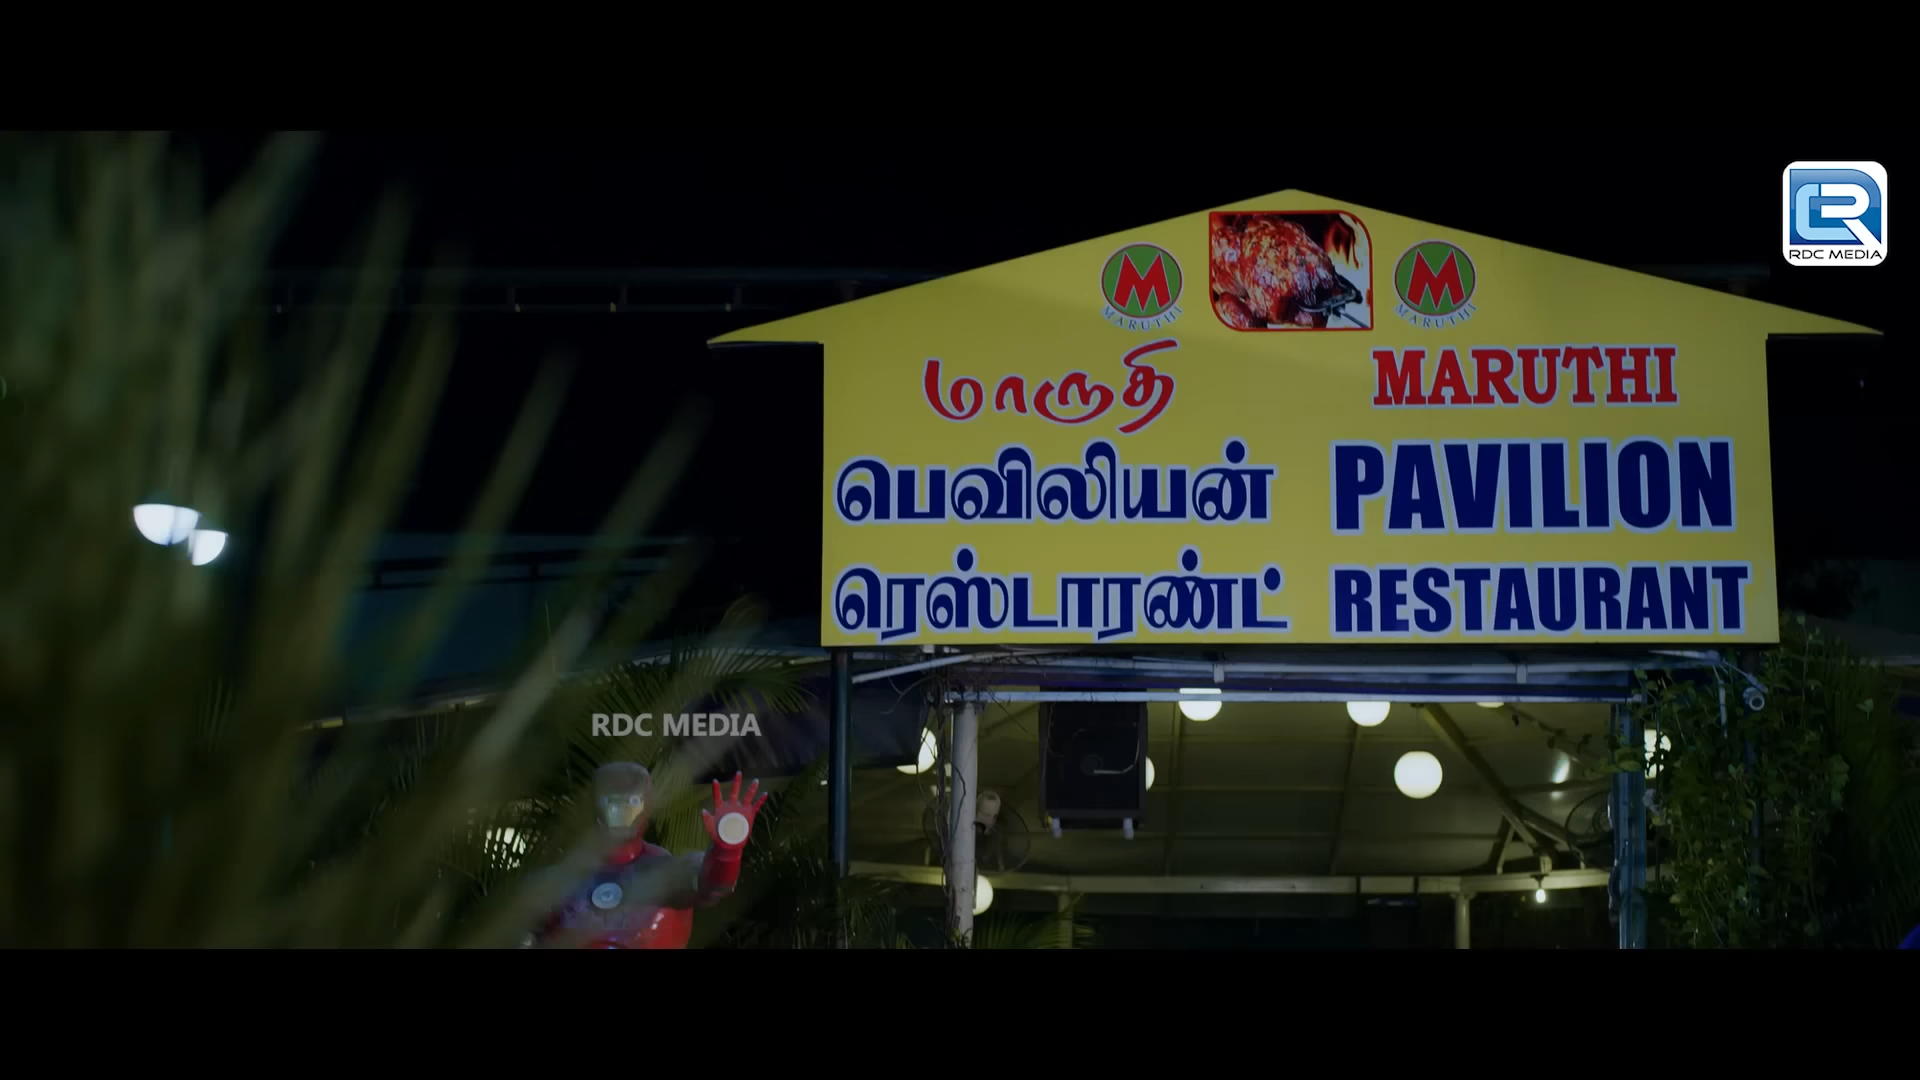 RDC MEDIA
M
MARUTHI
M
MARUTHI
மாருதி
பெவிலியன்
ரெஸ்டாரண்ட்
MARUTHI
PAVILION
RESTAURANT
RDC MEDIA